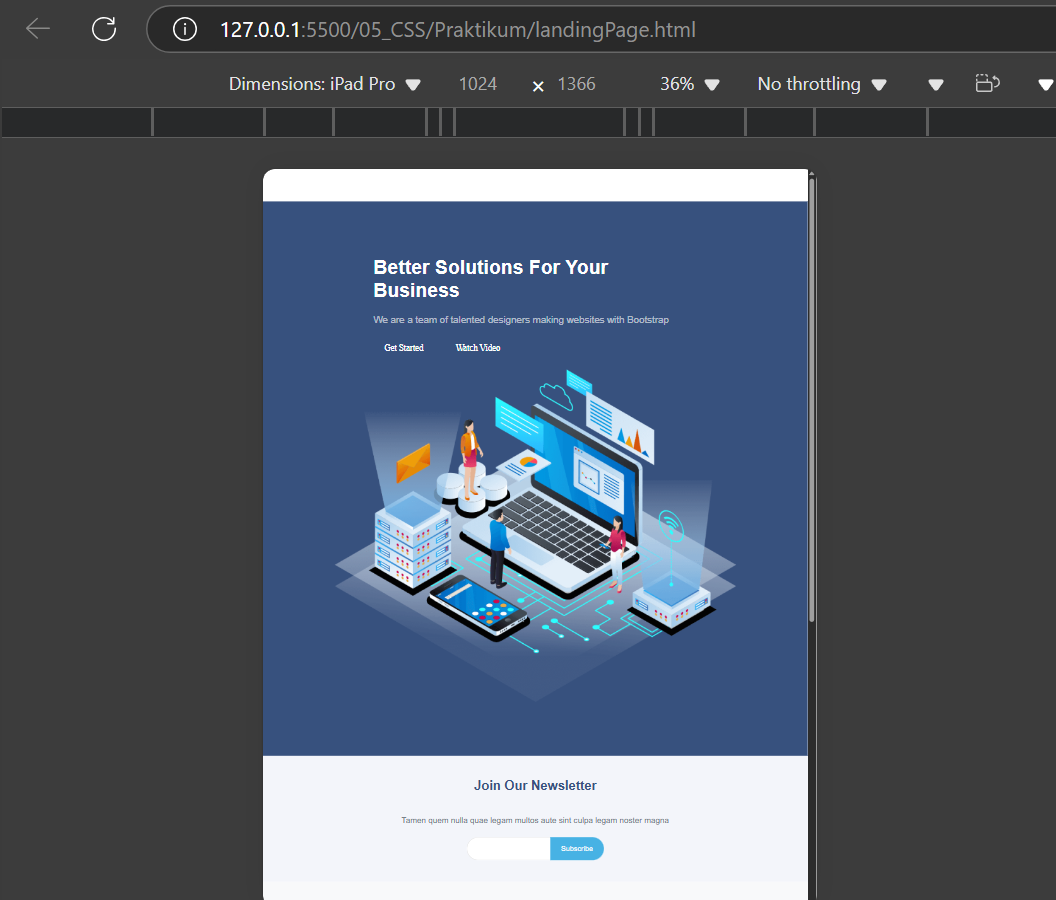 127.0.0.1:5500/05_CSS/Praktikum/landingPage.html
Dimensions: iPad Pro 1024 × 1366 36% No throttling
Better Solutions For Your
Business
We are a team of talented designers making websites with Bootstrap
Get Started Watch Video
Join Our Newsletter
Tamen quem nulla quae legam multos aute sint culpa legam noster magna
Subscribe